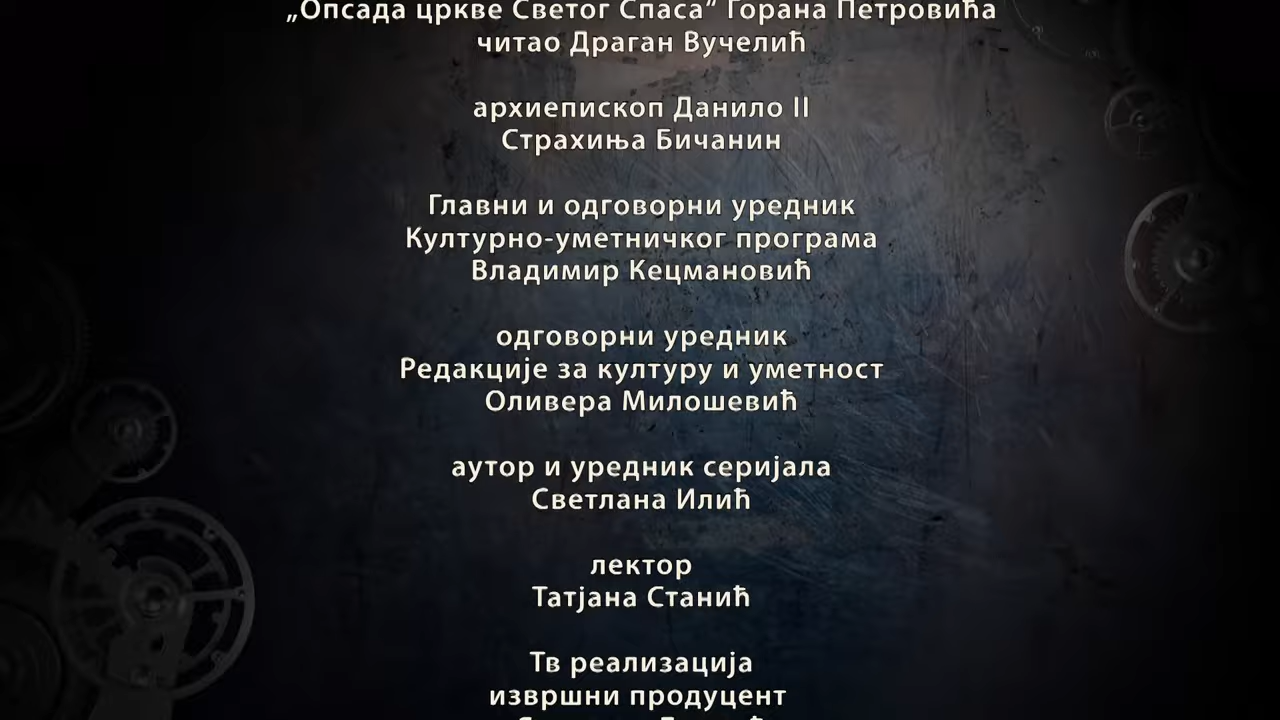 „Опсада цркве Светог Спаса“ Горана Петровића
читао Драган Вучелић
архиепископ Данило II
Страхиња Бичанин
Главни и одговорни уредник
Културно-уметничког програма
Владимир Кецмановић
одговорни уредник
Редакције за културу и уметност
Оливера Милошевић
аутор и уредник серијала
Светлана Илић
лектор
Татјана Станић
Тв реализација
извршни продуцент